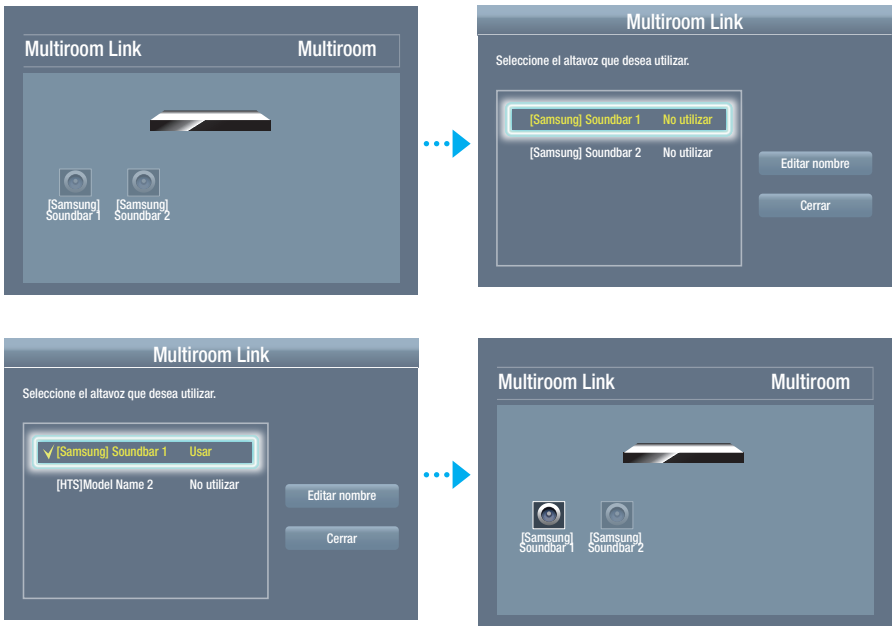 Multiroom Link Multiroom
[Samsung] Soundbar 1 [Samsung] Soundbar 2
Multiroom Link
Seleccione el altavoz que desea utilizar.
[Samsung] Soundbar 1 No utilizar
[Samsung] Soundbar 2 No utilizar
Editar nombre
Cerrar
Multiroom Link
Seleccione el altavoz que desea utilizar.
[Samsung] Soundbar 1 Usar
[HTS]Model Name 2 No utilizar
Editar nombre
Cerrar
Multiroom Link Multiroom
[Samsung] Soundbar 1 [Samsung] Soundbar 2